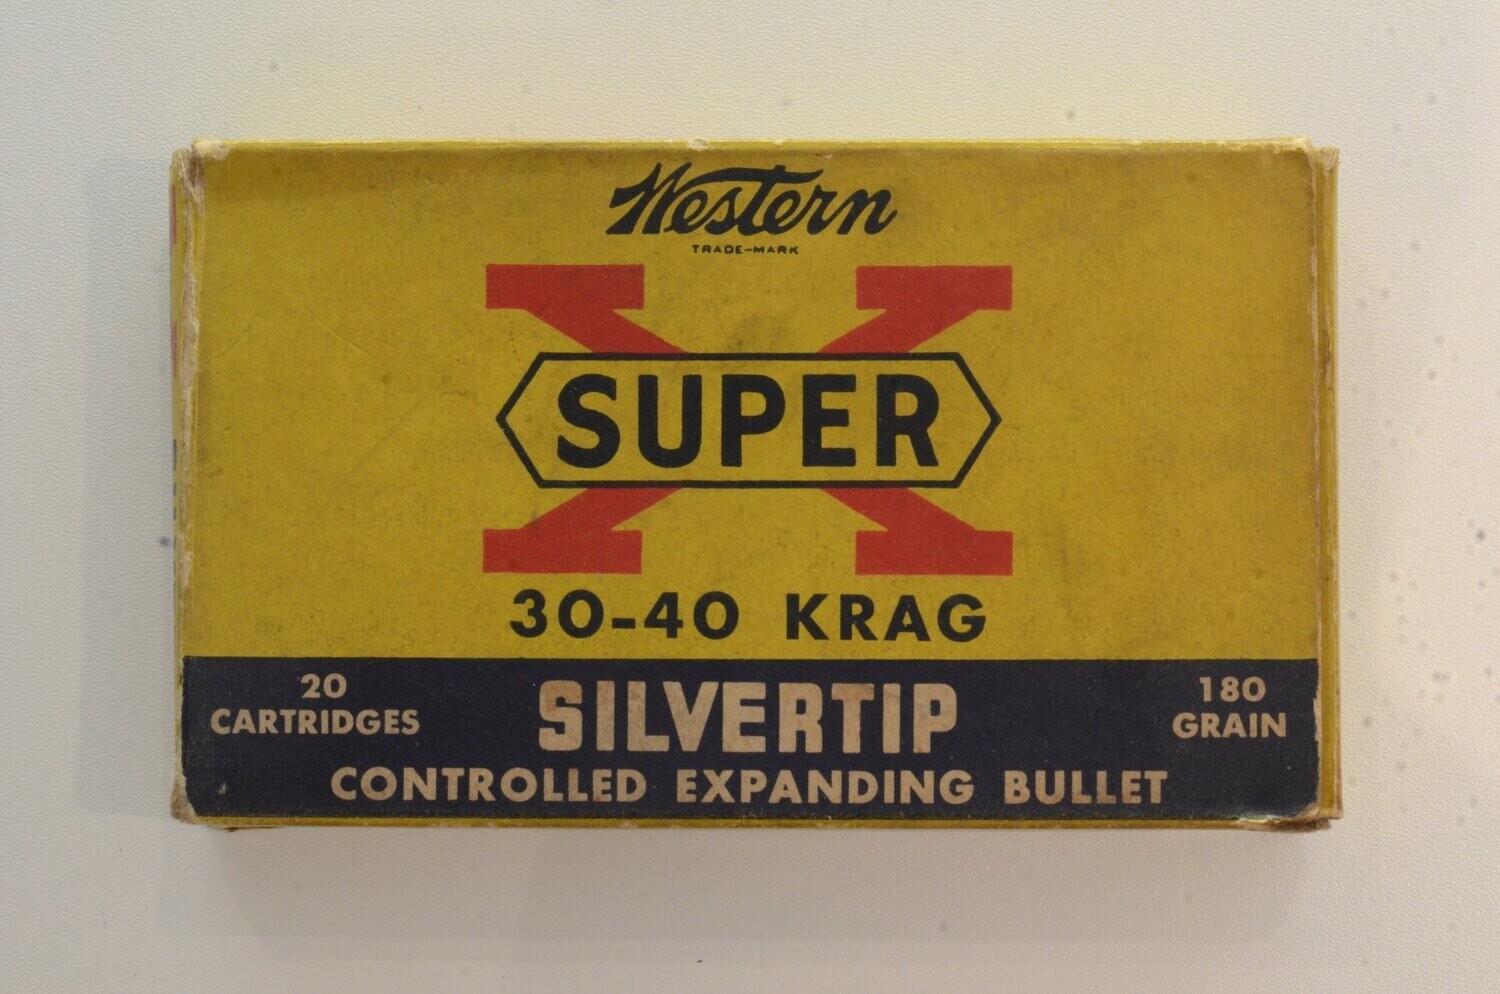 Western
TRADE-MARK
X
SUPER
30-40 KRAG
20
CARTRIDGES
SILVERTIP
180
GRAIN
CONTROLLED EXPANDING BULLET